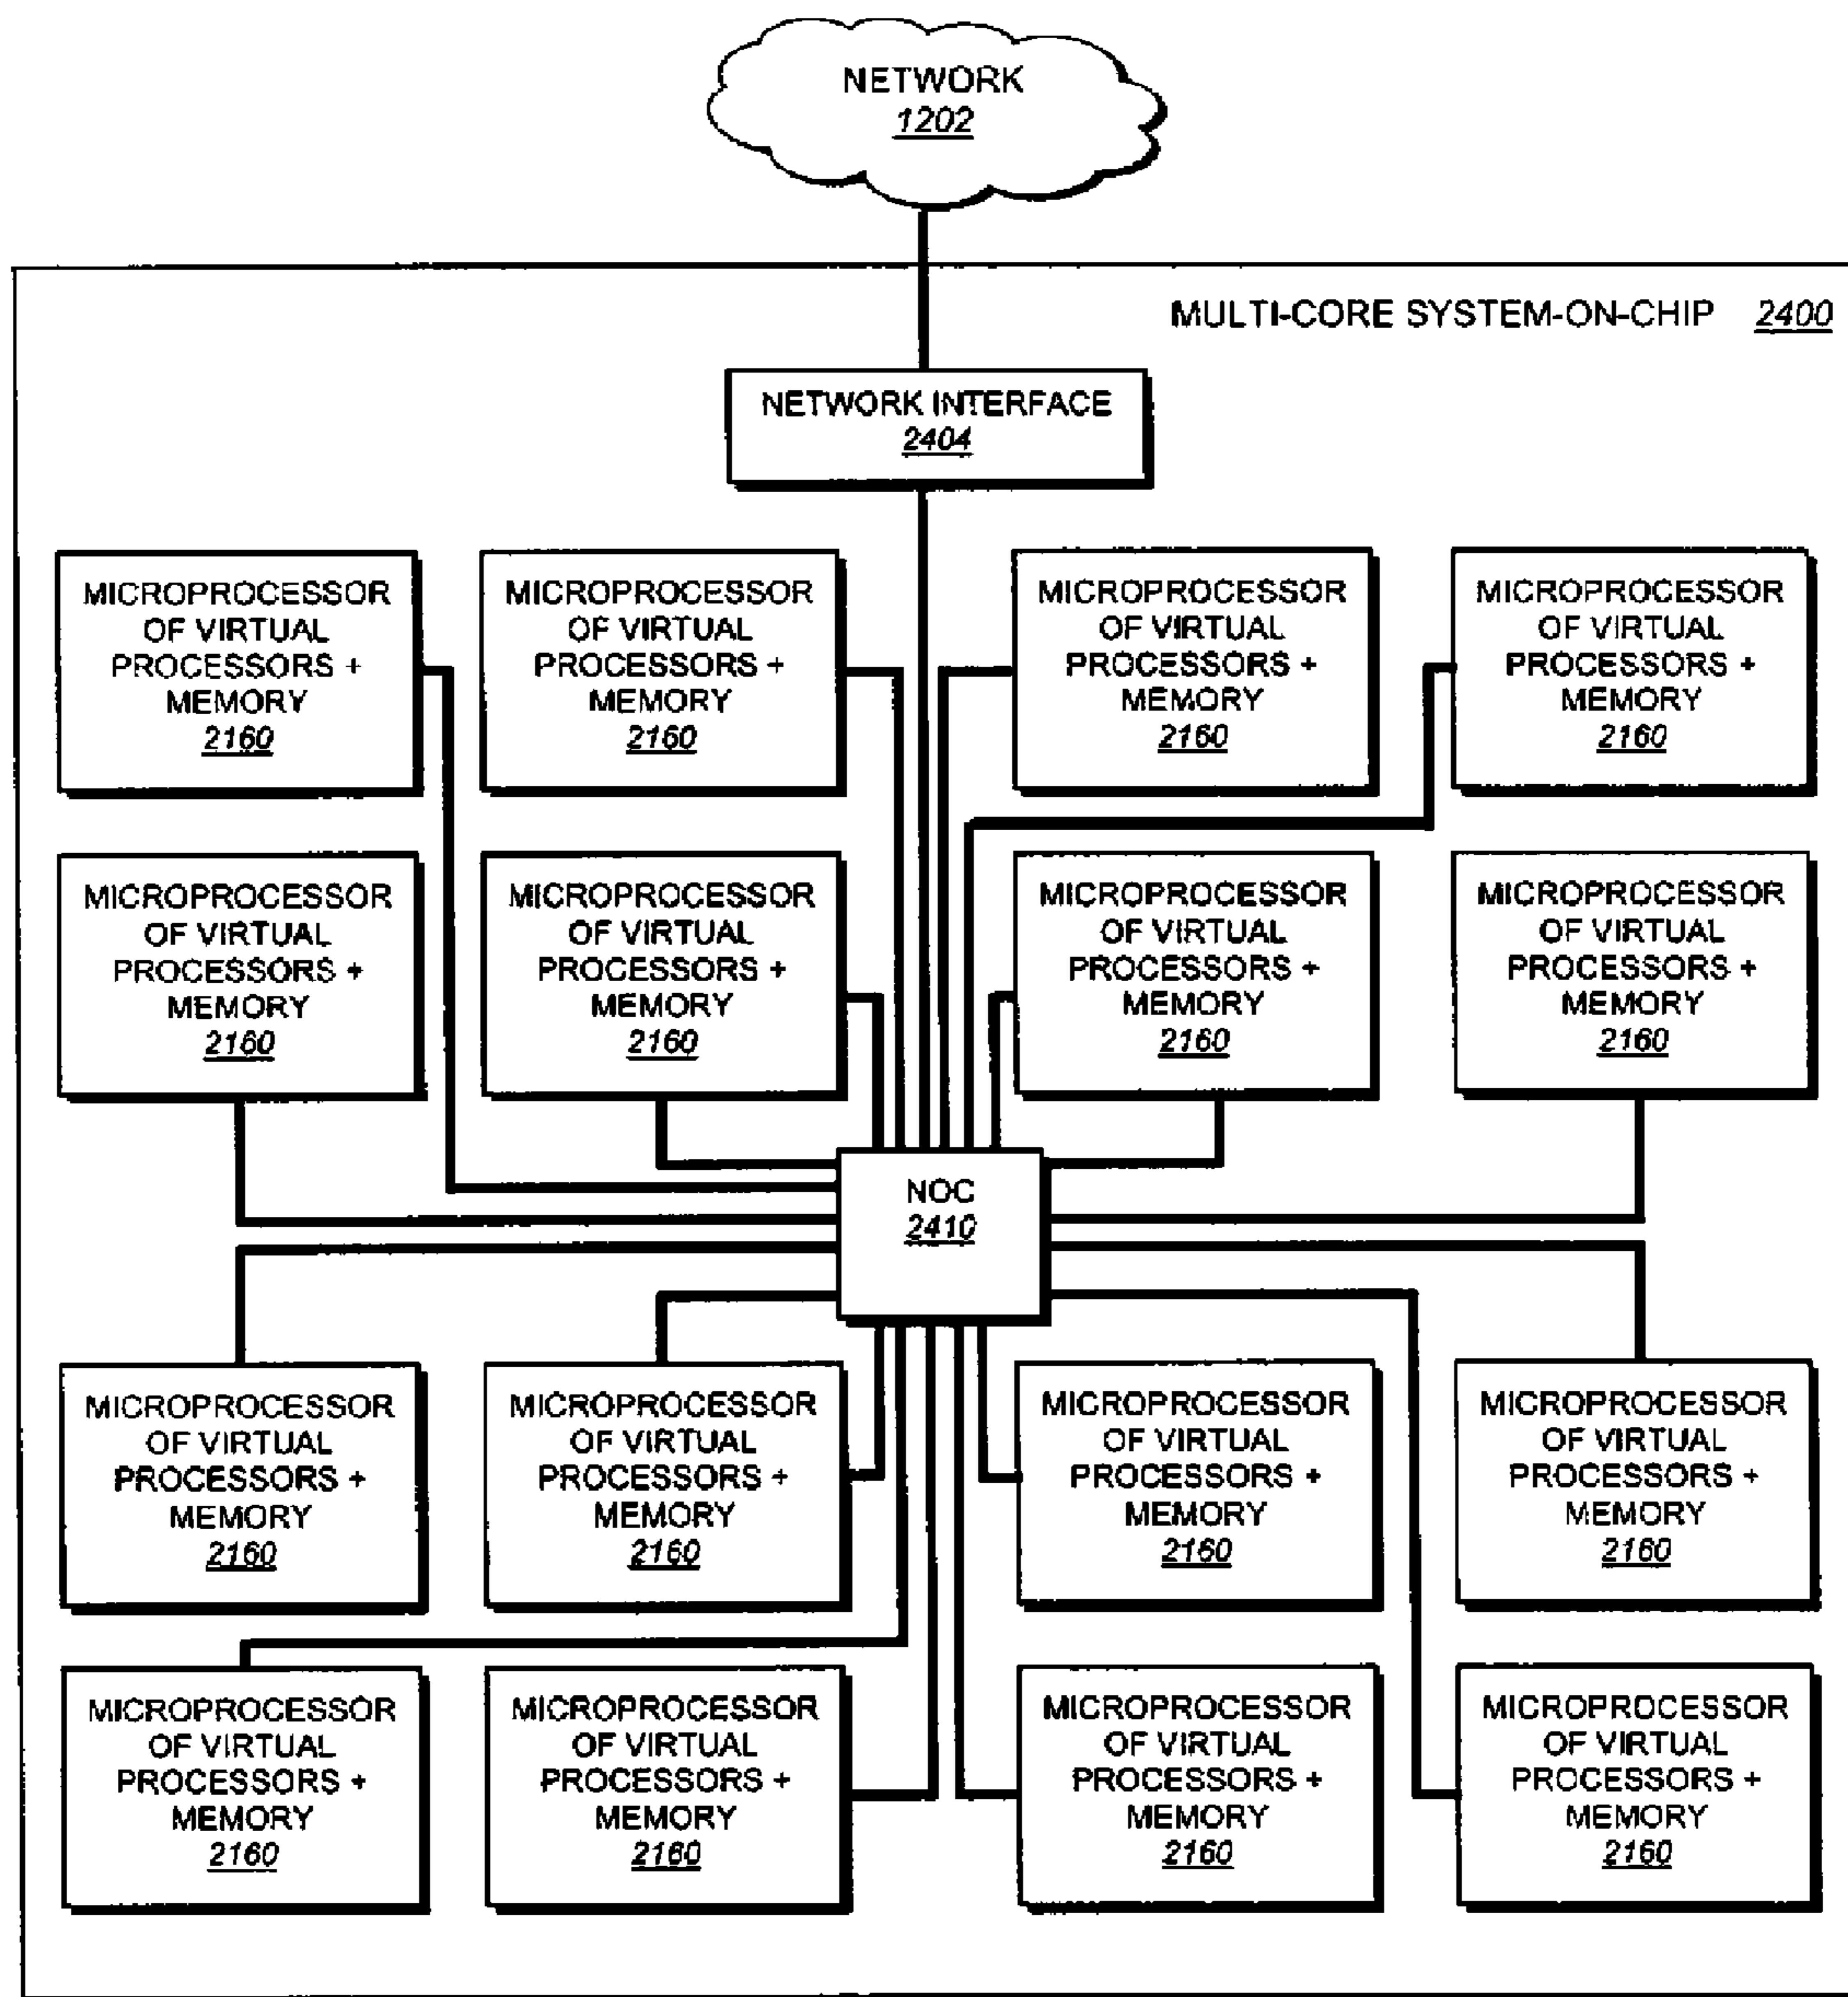 NETWORK
1202
MULTI-CORE SYSTEM-ON-CHIP 2400
NETWORK INTERFACE
2404
MICROPROCESSOR
OF VIRTUAL
PROCESSORS +
MEMORY
2160
MICROPROCESSOR
OF VIRTUAL
PROCESSORS +
MEMORY
2160
MICROPROCESSOR
OF VIRTUAL
PROCESSORS +
MEMORY
2160
MICROPROCESSOR
OF VIRTUAL
PROCESSORS +
MEMORY
2160
MICROPROCESSOR
OF VIRTUAL
PROCESSORS +
MEMORY
2160
MICROPROCESSOR
OF VIRTUAL
PROCESSORS +
MEMORY
2160
MICROPROCESSOR
OF VIRTUAL
PROCESSORS +
MEMORY
2160
MICROPROCESSOR
OF VIRTUAL
PROCESSORS +
MEMORY
2160
NOC
2410
MICROPROCESSOR
OF VIRTUAL
PROCESSORS +
MEMORY
2160
MICROPROCESSOR
OF VIRTUAL
PROCESSORS +
MEMORY
2160
MICROPROCESSOR
OF VIRTUAL
PROCESSORS +
MEMORY
2160
MICROPROCESSOR
OF VIRTUAL
PROCESSORS +
MEMORY
2160
MICROPROCESSOR
OF VIRTUAL
PROCESSORS +
MEMORY
2160
MICROPROCESSOR
OF VIRTUAL
PROCESSORS +
MEMORY
2160
MICROPROCESSOR
OF VIRTUAL
PROCESSORS +
MEMORY
2160
MICROPROCESSOR
OF VIRTUAL
PROCESSORS +
MEMORY
2160